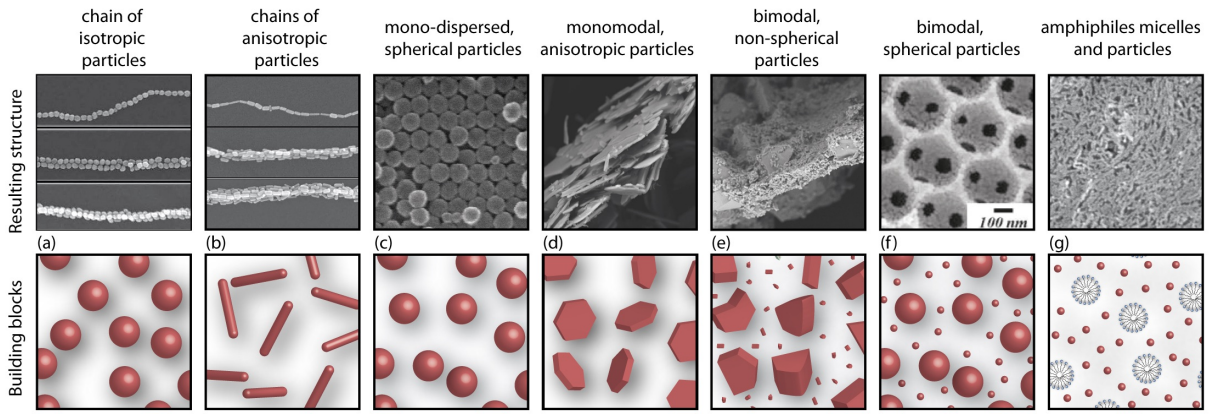 chain of
isotropic
particles
chains of
anisotropic
particles
mono-dispersed,
spherical particles
monomodal,
anisotropic particles
bimodal,
non-spherical
particles
bimodal,
spherical particles
amphiphiles micelles
and particles
Resulting structure
100 nm
(a)
(b)
(c)
(d)
(e)
(f)
(g)
Building blocks